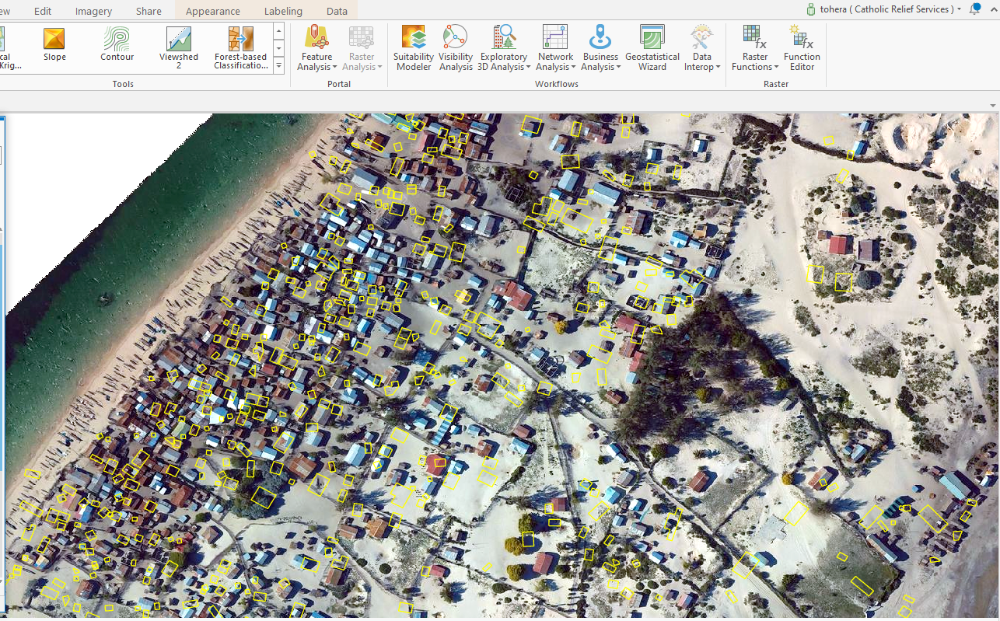 ew Edit Imagery Share Appearance Labeling Data tohera ( Catholic Relief Services )
cal
Krig...
Slope
Contour
Viewshed
2
Forest-based
Classificatio...
Feature
Analysis
Raster
Analysis
Suitability
Modeler
Visibility
Analysis
Exploratory
3D Analysis
Network
Analysis
Business
Analysis
Geostatistical
Wizard
Data
Interop
Raster
Functions
Function
Editor
Tools Portal Workflows Raster